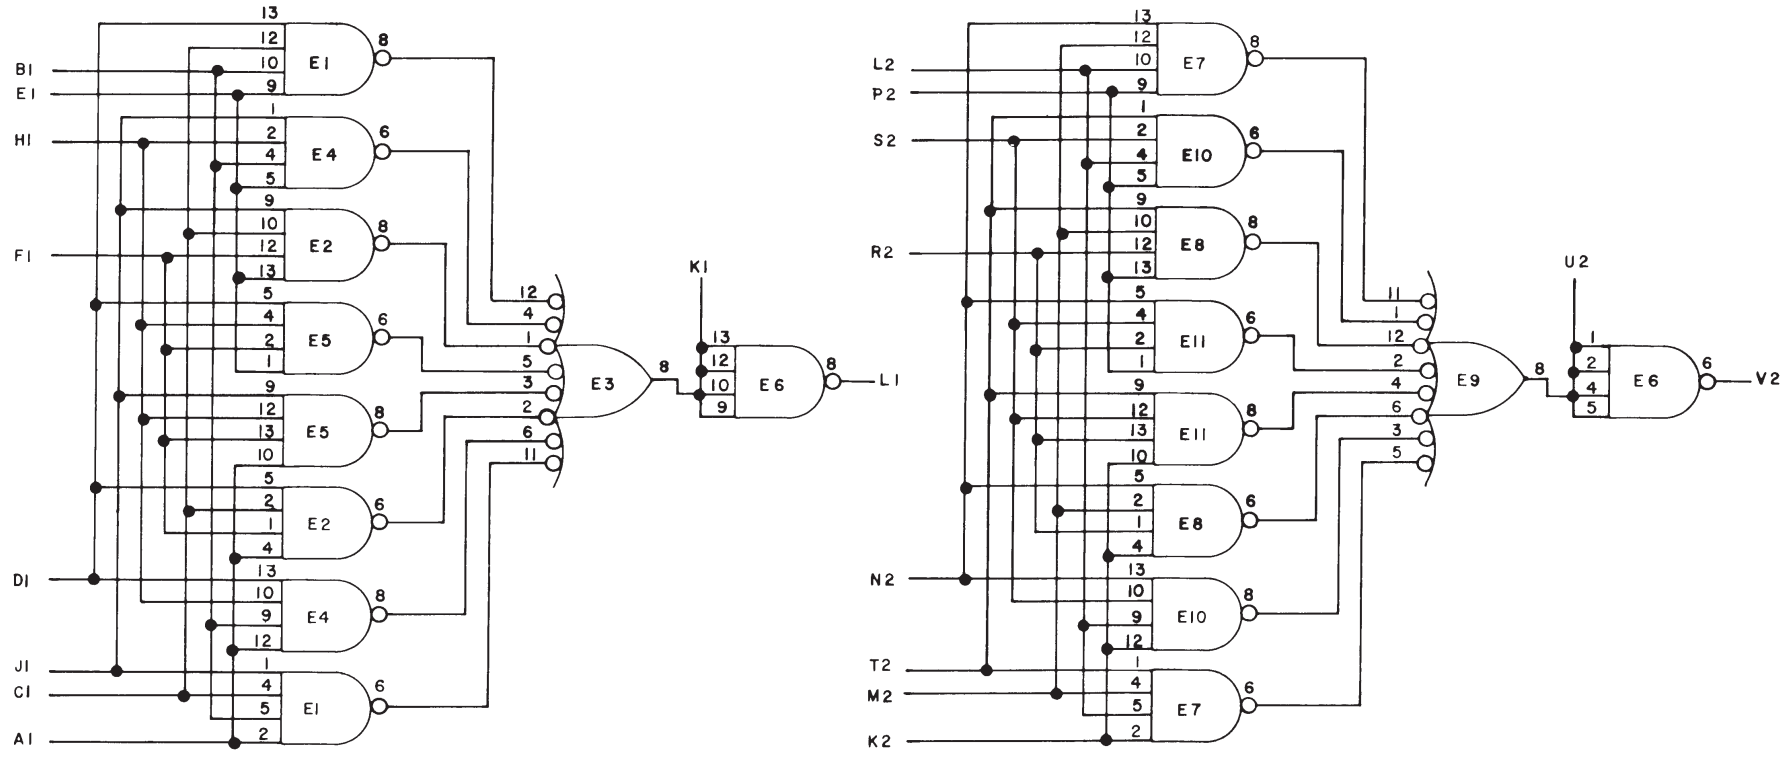 13
12
B1 10 E1 8
E1 9
1
H1 2 6
4 E4
5
9
10 8
F1 12 E2
13
5
4 6
2 E5
1
9
12 8
13 E5
10
5
2 6
1 E2
4
D1 13
10 8
9 E4
12
J1 1
C1 4 6
5 E1
A1 2
12
4
1
5
3
2
6
11
E3 8
K1
13
12
10 E6 8 L1
9
13
12
L2 10 E7 8
P2 9
1
S2 2 6
4 E10
5
9
10 8
R2 12 E8
13
5
4 6
2 E11
1
9
12 8
13 E11
10
5
2 6
1 E8
4
N2 13
10 8
9 E10
12
T2 1
M2 4 6
5 E7
K2 2
11
1
12
2
4
6
3
5
E9 8
U2
1
2
4 E6 6 V2
5